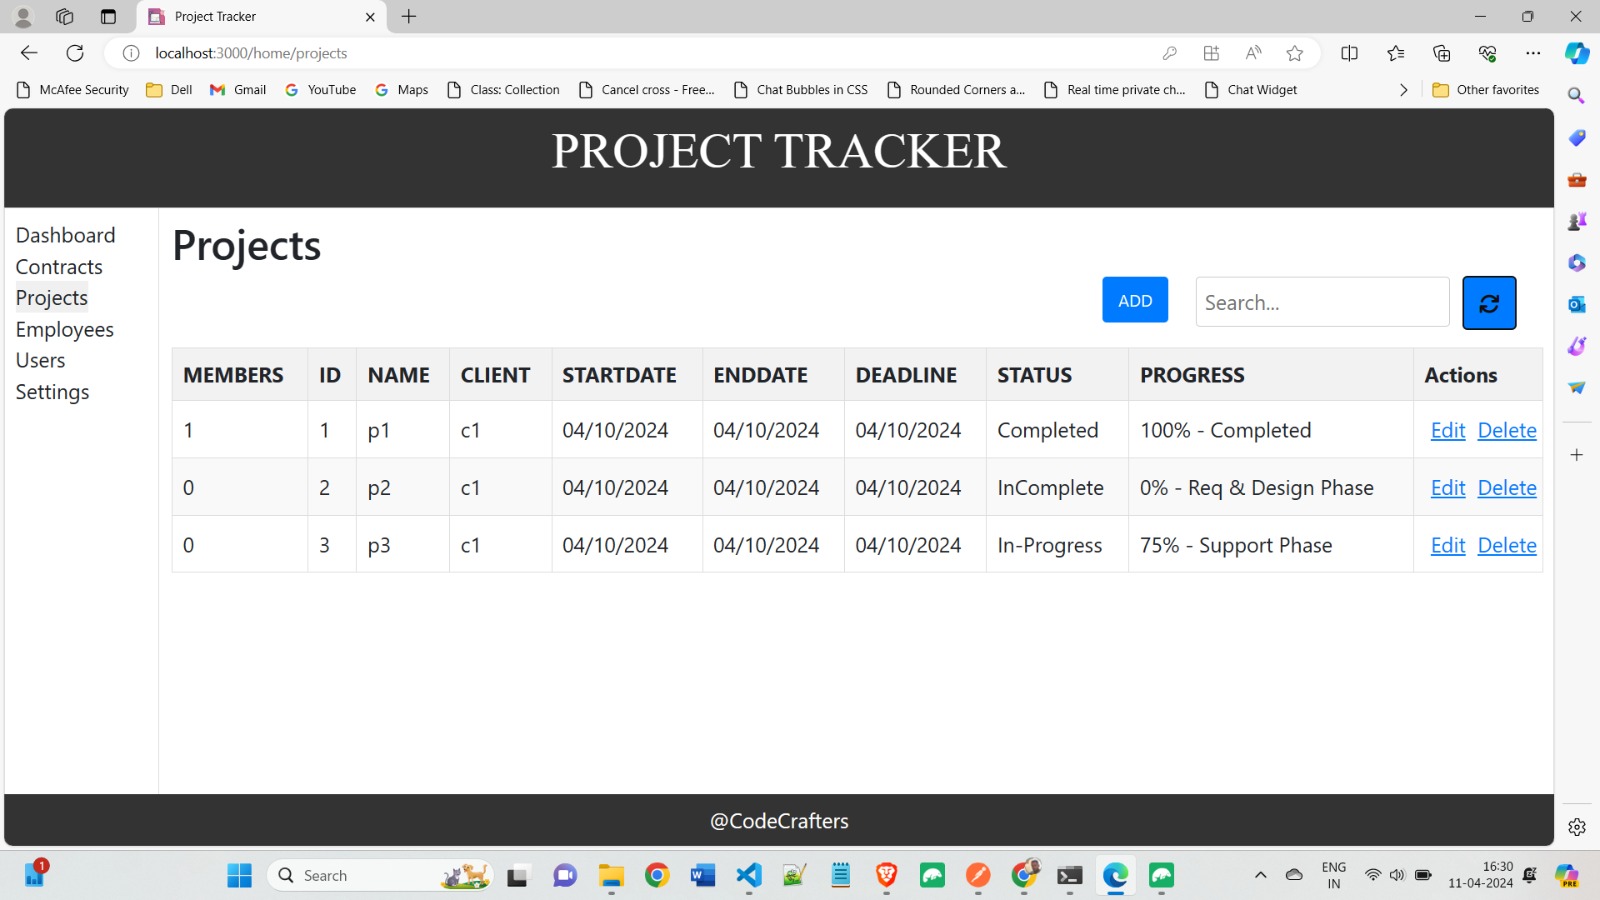 Project Tracker
localhost:3000/home/projects
McAfee Security Dell Gmail YouTube Maps Class: Collection Cancel cross - Free... Chat Bubbles in CSS Rounded Corners a... Real time private ch... Chat Widget Other favorites
PROJECT TRACKER
Dashboard
Contracts
Projects
Employees
Users
Settings
Projects
ADD Search...
MEMBERS ID NAME CLIENT STARTDATE ENDDATE DEADLINE STATUS PROGRESS Actions
1 1 p1 c1 04/10/2024 04/10/2024 04/10/2024 Completed 100% - Completed Edit Delete
0 2 p2 c1 04/10/2024 04/10/2024 04/10/2024 InComplete 0% - Req & Design Phase Edit Delete
0 3 p3 c1 04/10/2024 04/10/2024 04/10/2024 In-Progress 75% - Support Phase Edit Delete
@CodeCrafters
1 Search ENG 16:30
IN 11-04-2024 PRE